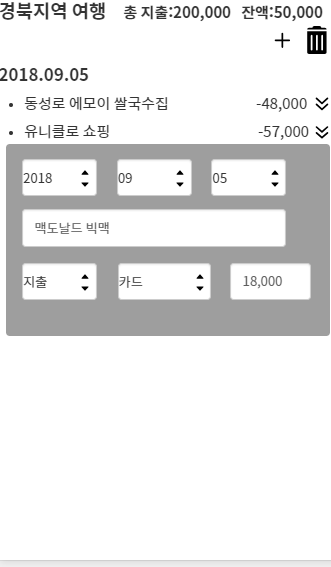 경북지역 여행 총 지출:200,000 잔액:50,000
2018.09.05
• 동성로 에모이 쌀국수집 -48,000
• 유니클로 쇼핑 -57,000
2018 09 05
맥도날드 빅맥
지출 카드 18,000